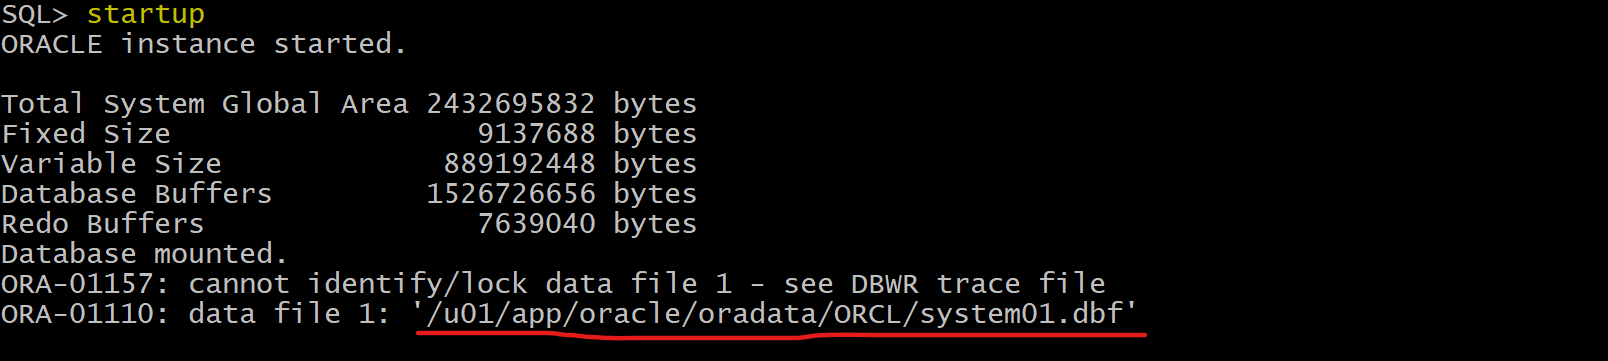 SQL> startup
ORACLE instance started.
Total System Global Area 2432695832 bytes
Fixed Size 9137688 bytes
Variable Size 889192448 bytes
Database Buffers 1526726656 bytes
Redo Buffers 7639040 bytes
Database mounted.
ORA-01157: cannot identify/lock data file 1 - see DBWR trace file
ORA-01110: data file 1: '/u01/app/oracle/oradata/ORCL/system01.dbf'